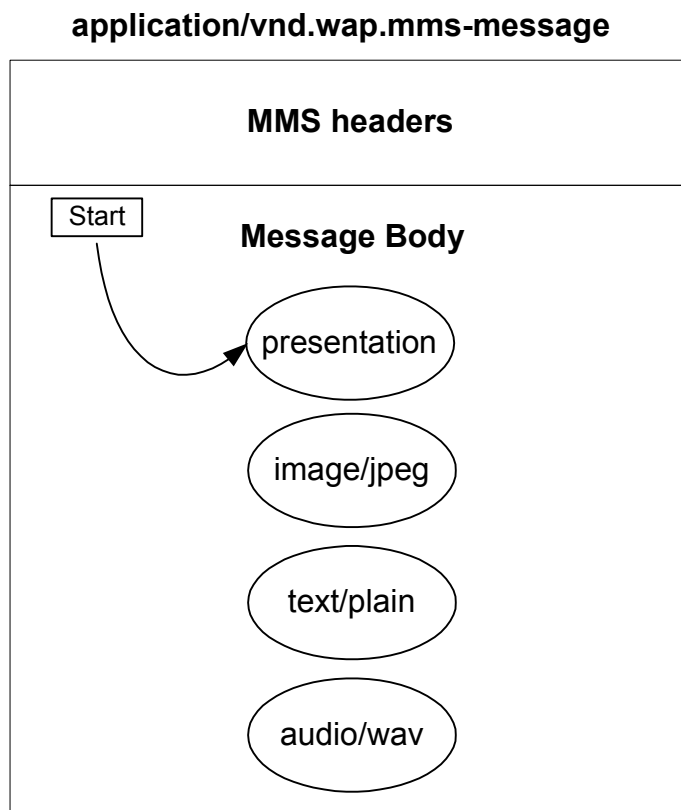 application/vnd.wap.mms-message
MMS headers
Start
Message Body
presentation
image/jpeg
text/plain
audio/wav